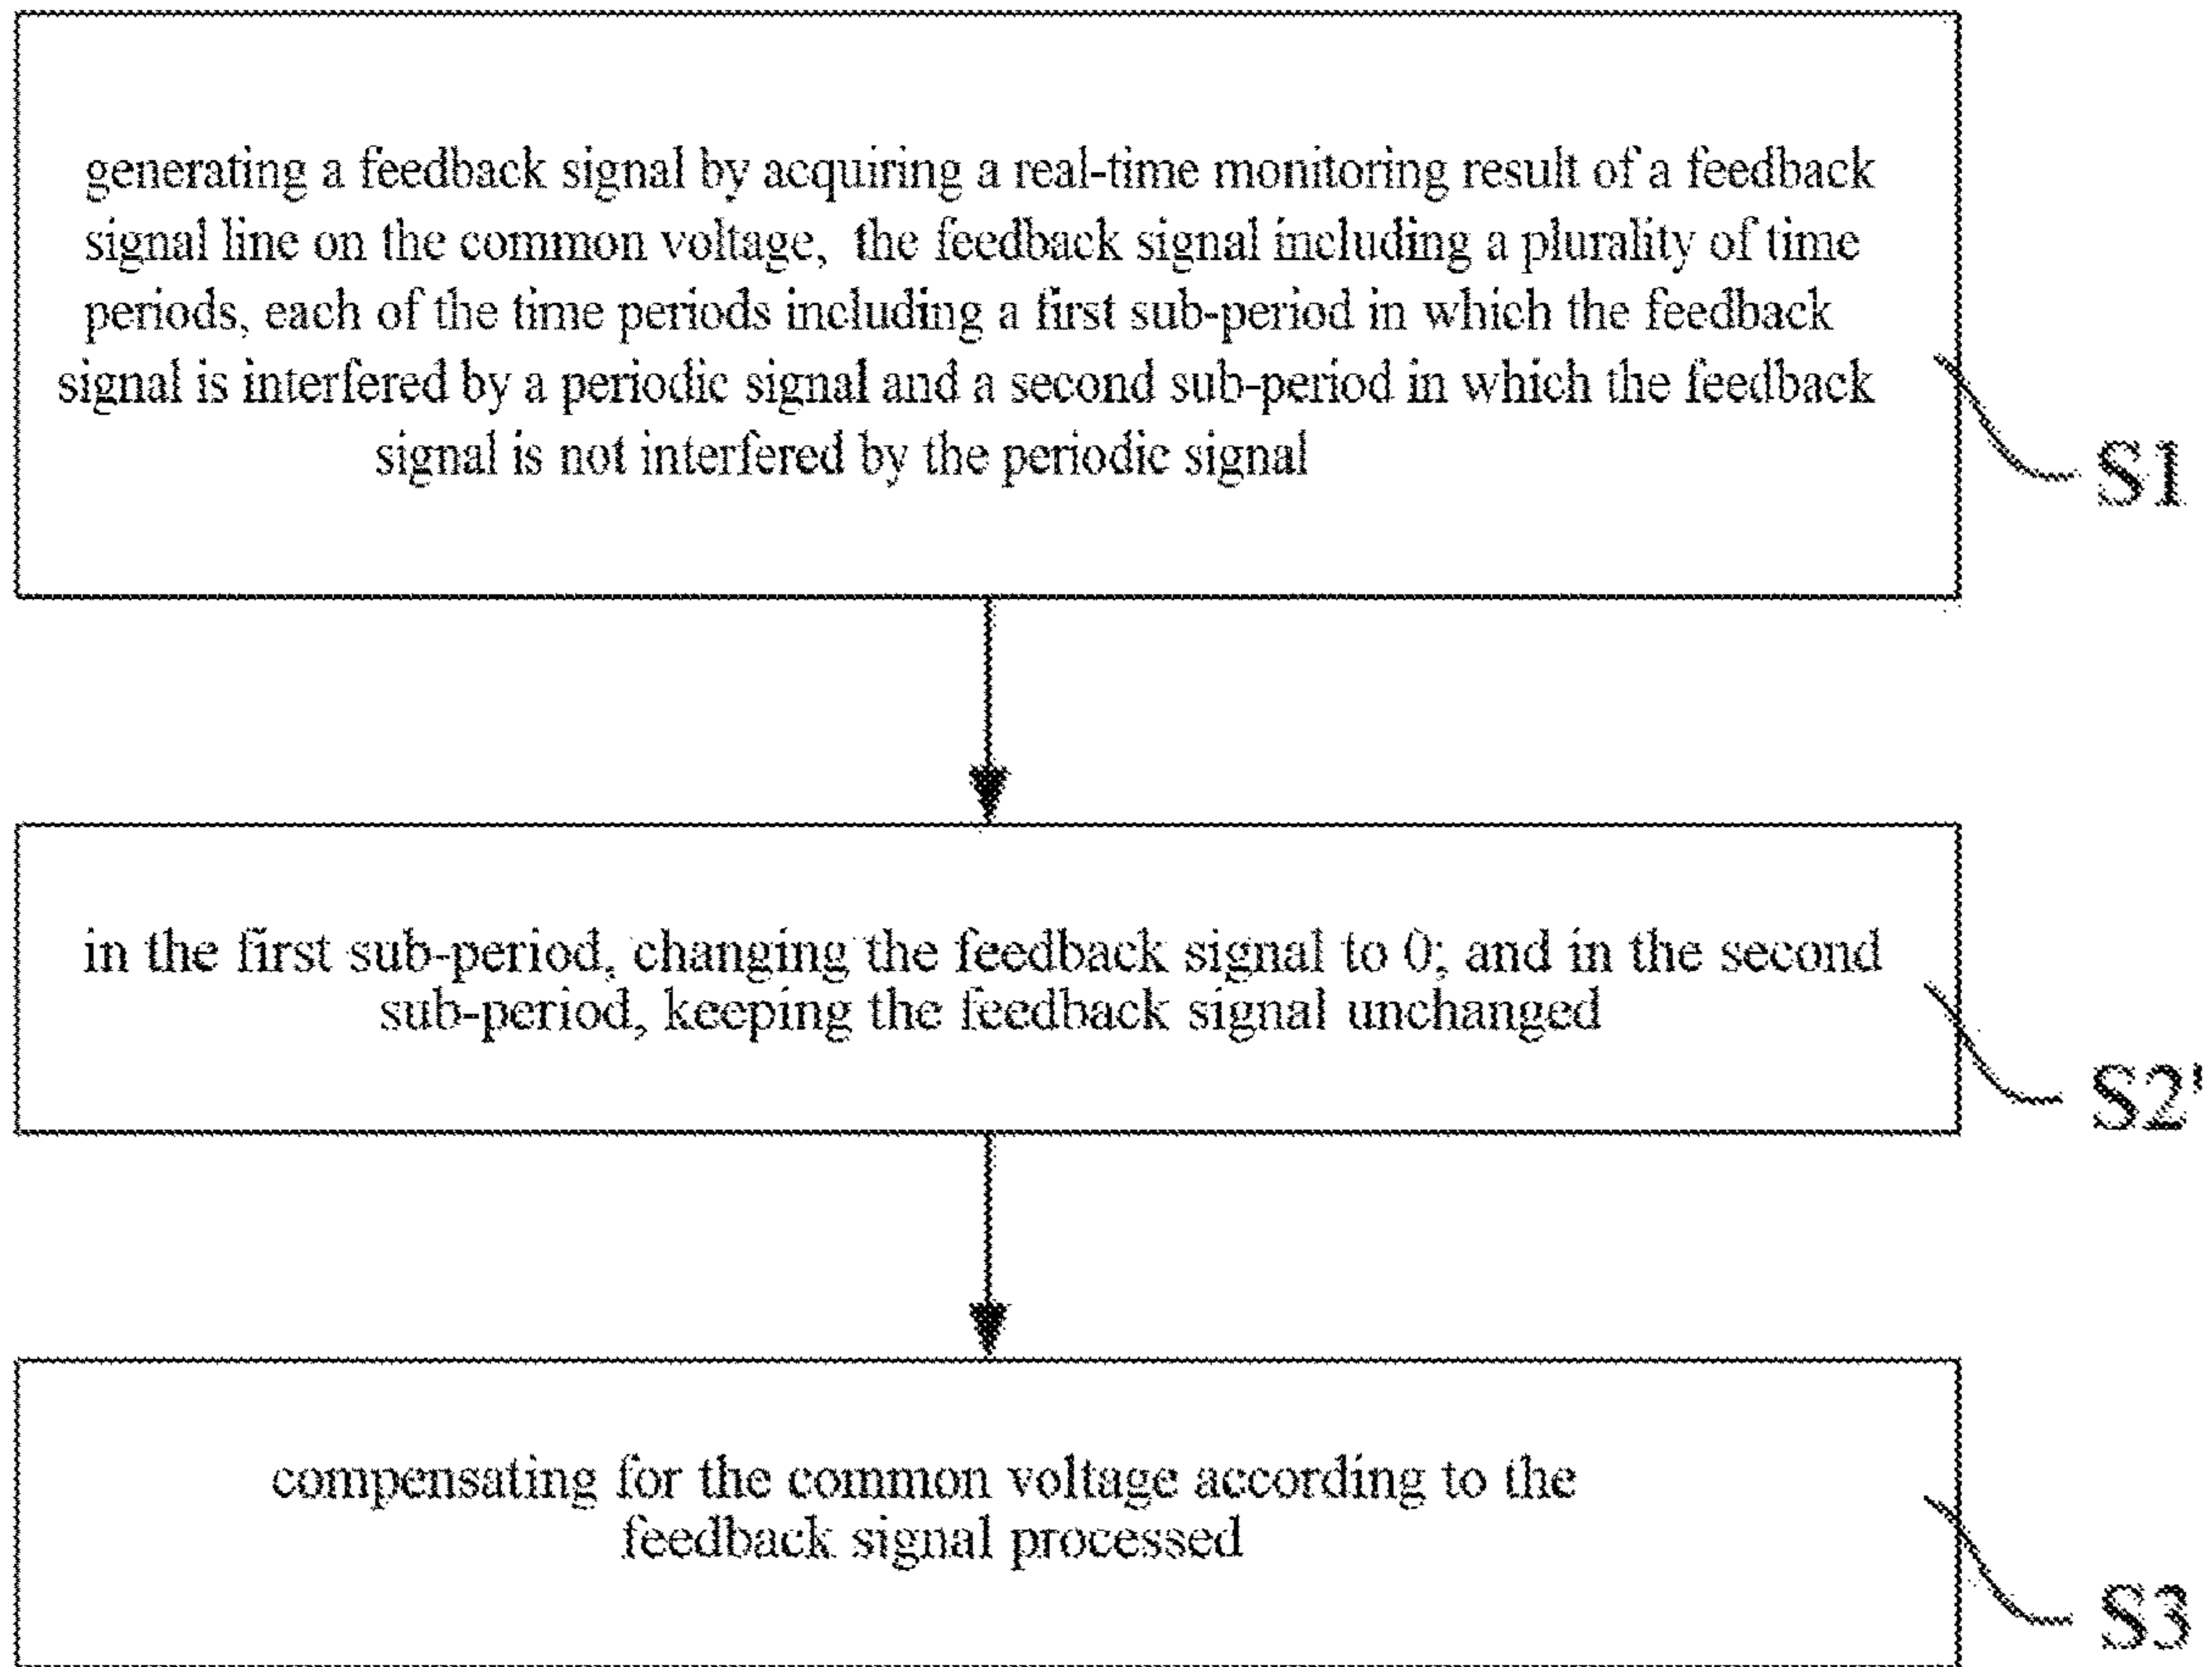 generating a feedback signal by acquiring a real-time monitoring result of a feedback
signal line on the common voltage, the feedback signal including a plurality of time
periods, each of the time periods including a first sub-period in which the feedback
signal is interfered by a periodic signal and a second sub-period in which the feedback
signal is not interfered by the periodic signal
S1
in the first sub-period, changing the feedback signal to 0; and in the second
sub-period, keeping the feedback signal unchanged
S2'
compensating for the common voltage according to the
feedback signal processed
S3